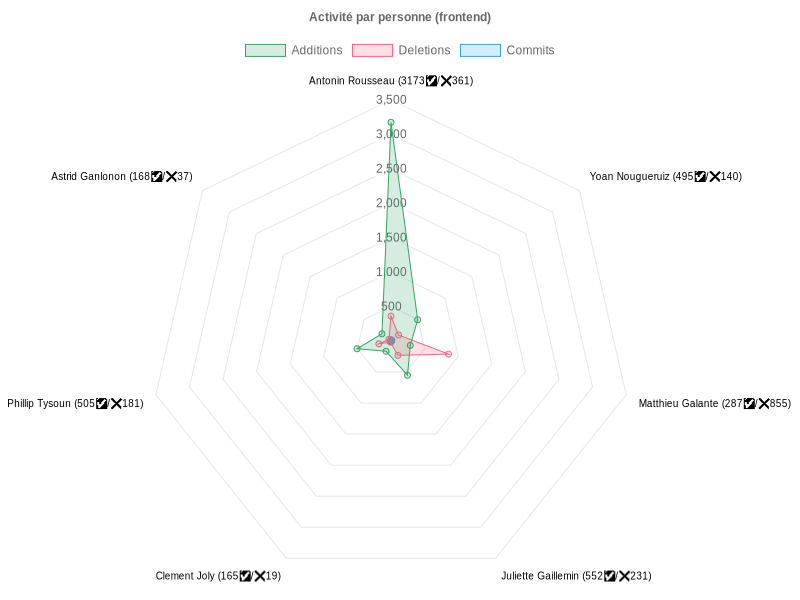 Activité par personne (frontend)
Additions Deletions Commits
Antonin Rousseau (3173✅/❌361)
3,500
3,000
Astrid Ganlonon (168✅/❌37)
Yoan Nougueruiz (495✅/❌140)
2,500
2,000
1,500
1,000
500
Phillip Tysoun (505✅/❌181)
Matthieu Galante (287✅/❌855)
Clement Joly (165✅/❌19)
Juliette Gaillemin (552✅/❌231)